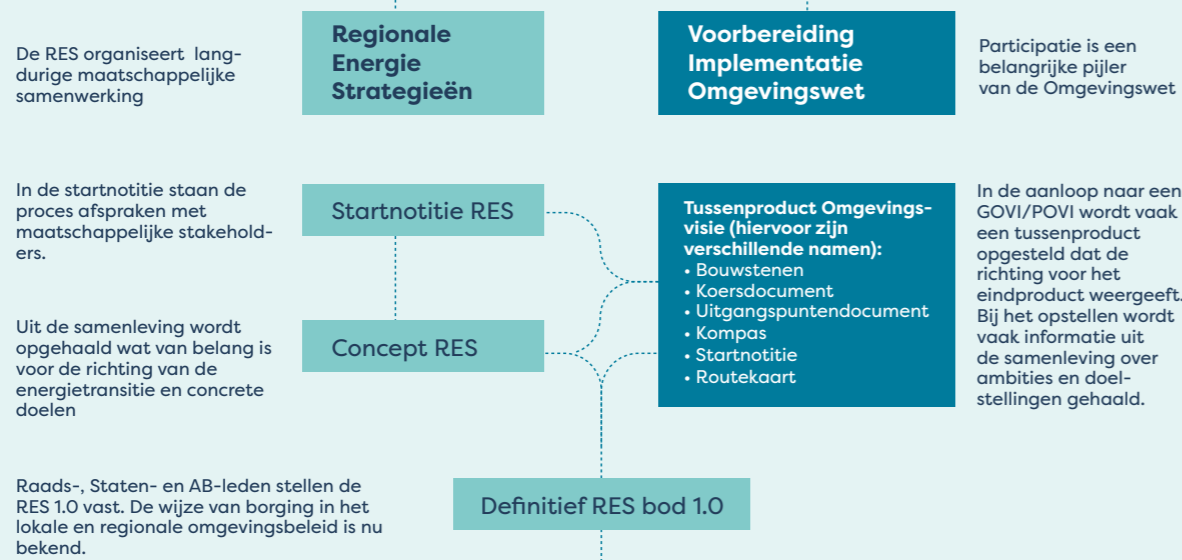 De RES organiseert lang-
durige maatschappelijke
samenwerking
Regionale
Energie
Strategieën
Voorbereiding
Implementatie
Omgevingswet
Participatie is een
belangrijke pijler
van de Omgevingswet
In de startnotitie staan de
proces afspraken met
maatschappelijke stakehold-
ers.
Startnotitie RES
Tussenproduct Omgevings-
visie (hiervoor zijn
verschillende namen):
• Bouwstenen
• Koersdocument
• Uitgangspuntendocument
• Kompas
• Startnotitie
• Routekaart
In de aanloop naar een
GOVI/POVI wordt vaak
een tussenproduct
opgesteld dat de
richting voor het
eindproduct weergeeft.
Bij het opstellen wordt
vaak informatie uit
de samenleving over
ambities en doel-
stellingen gehaald.
Uit de samenleving wordt
opgehaald wat van belang is
voor de richting van de
energietransitie en concrete
doelen
Concept RES
Raads-, Staten- en AB-leden stellen de
RES 1.0 vast. De wijze van borging in het
lokale en regionale omgevingsbeleid is nu
bekend.
Definitief RES bod 1.0